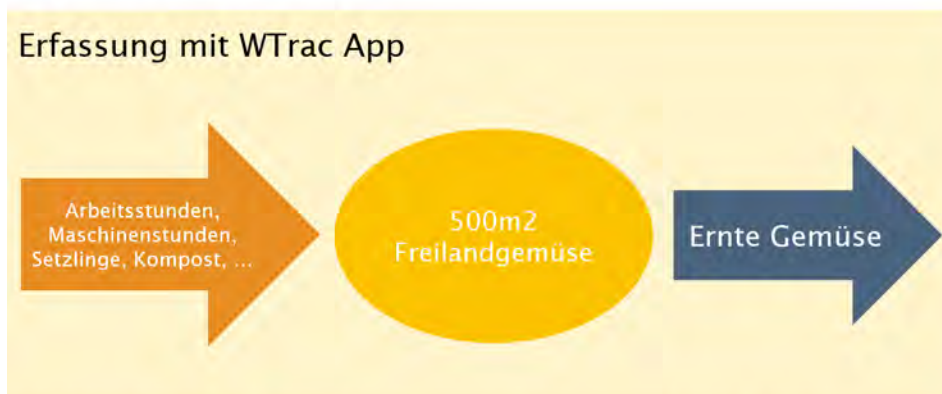 Erfassung mit WTrac App
Arbeitsstunden,
Maschinenstunden,
Setzlinge, Kompost, ...
500m2
Freilandgemüse
Ernte Gemüse